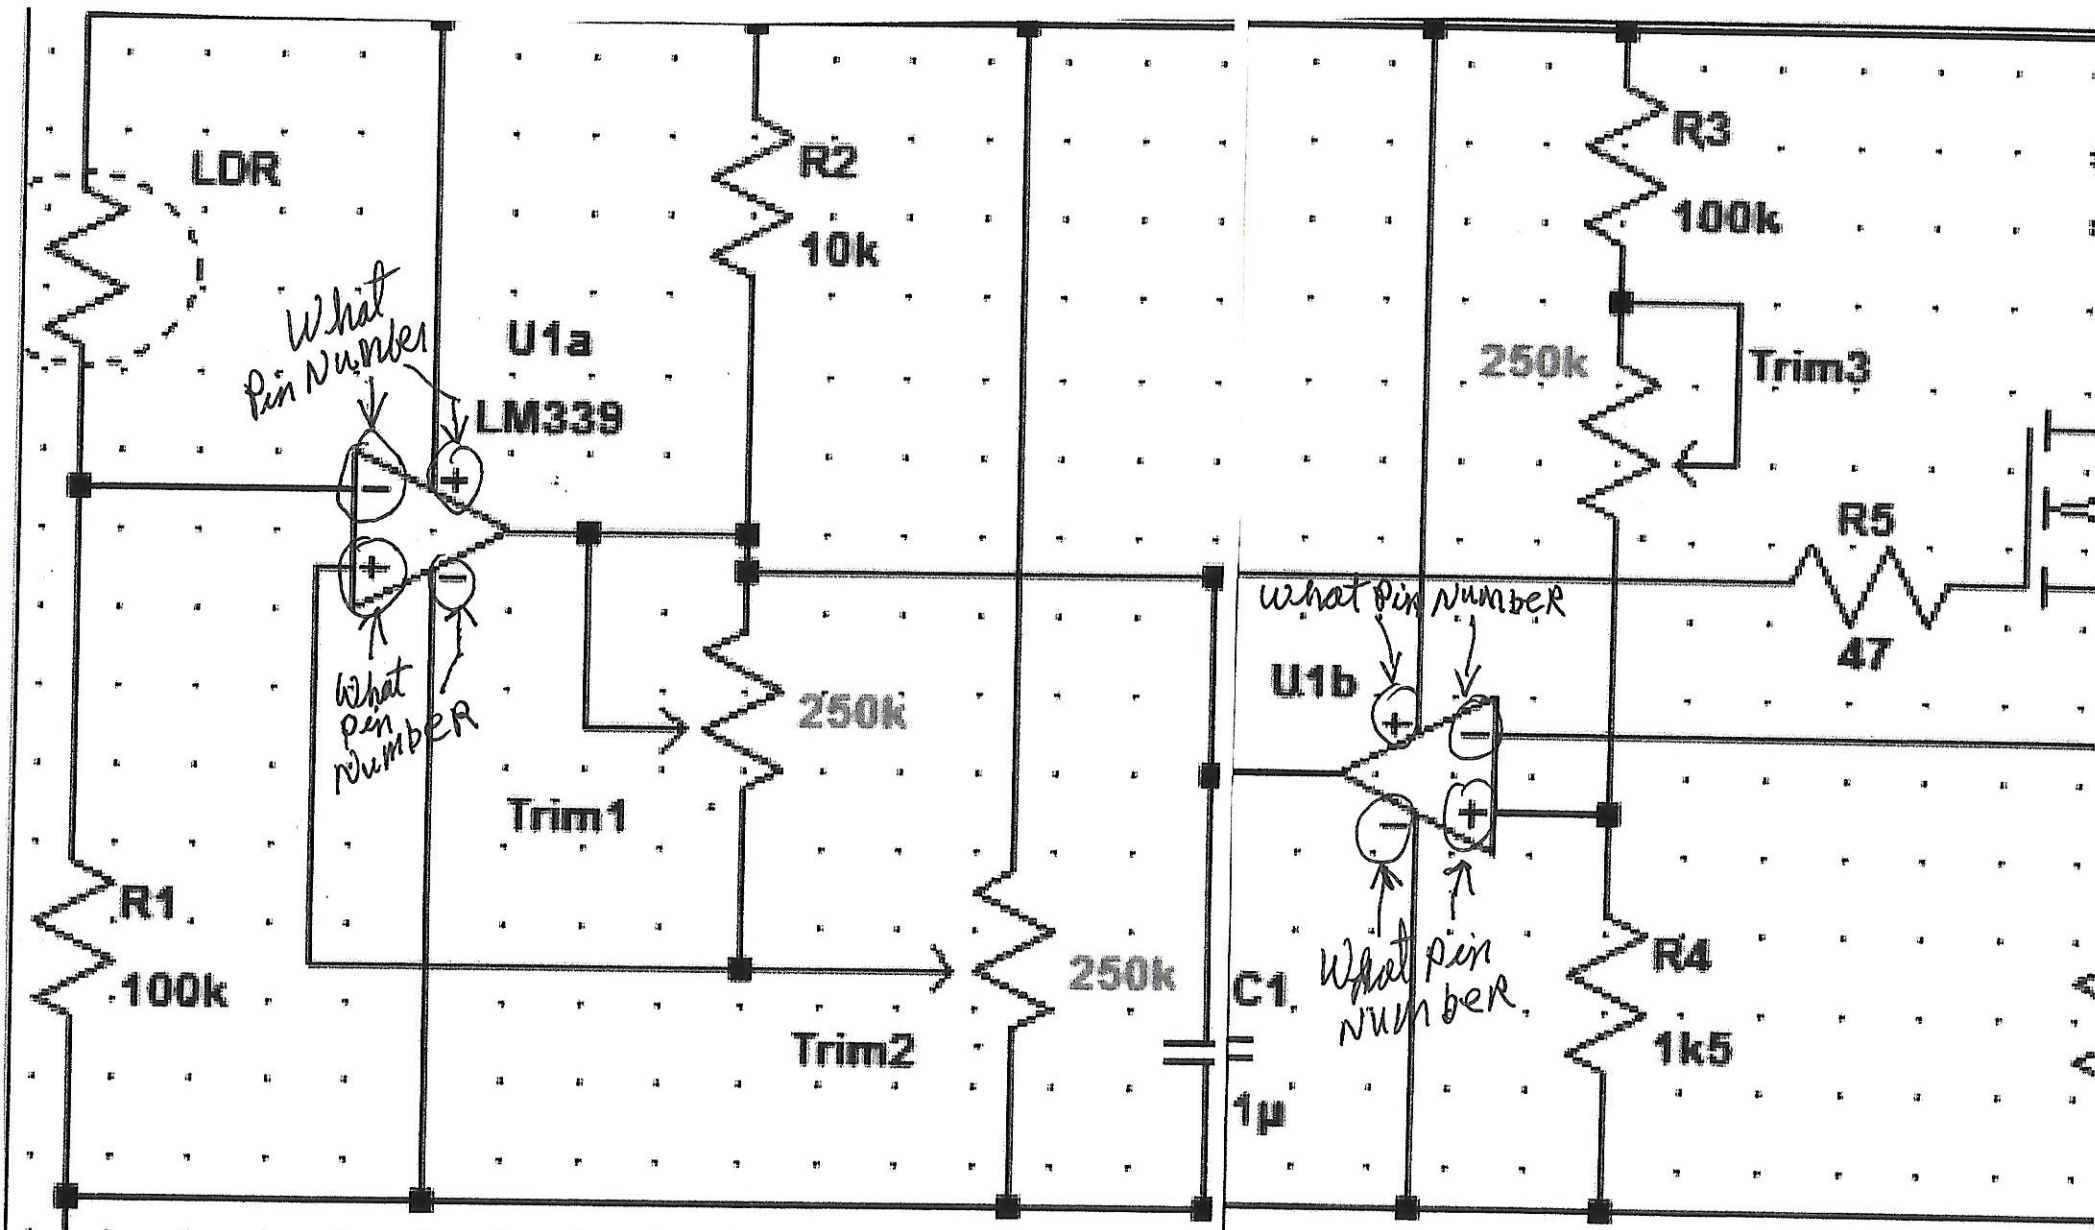 LDR
R2
10k
R3
100k
What
Pin Number
U1a
LM339
-
+
+
-
250k
Trim3
R5
47
What Pin Number
U1b
+
-
-
+
What
pin
Number
250k
Trim1
R1
100k
250k
Trim2
C1
1µ
What Pin
Number
R4
1k5